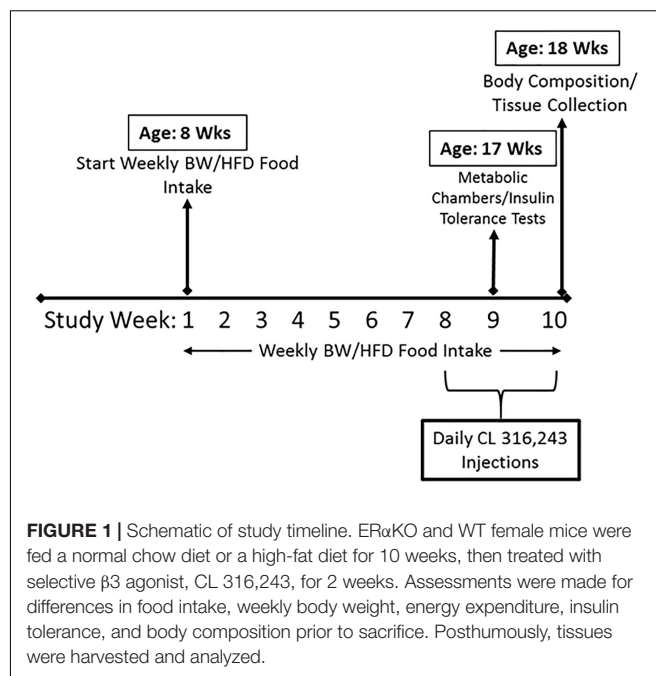 Age: 18 Wks
Body Composition/
Tissue Collection
Age: 8 Wks
Start Weekly BW/HFD Food
Intake
Age: 17 Wks
Metabolic
Chambers/Insulin
Tolerance Tests
Study Week: 1 2 3 4 5 6 7 8 9 10
Weekly BW/HFD Food Intake
Daily CL 316,243
Injections
FIGURE 1 | Schematic of study timeline. ERαKO and WT female mice were
fed a normal chow diet or a high-fat diet for 10 weeks, then treated with
selective β3 agonist, CL 316,243, for 2 weeks. Assessments were made for
differences in food intake, weekly body weight, energy expenditure, insulin
tolerance, and body composition prior to sacrifice. Posthumously, tissues
were harvested and analyzed.